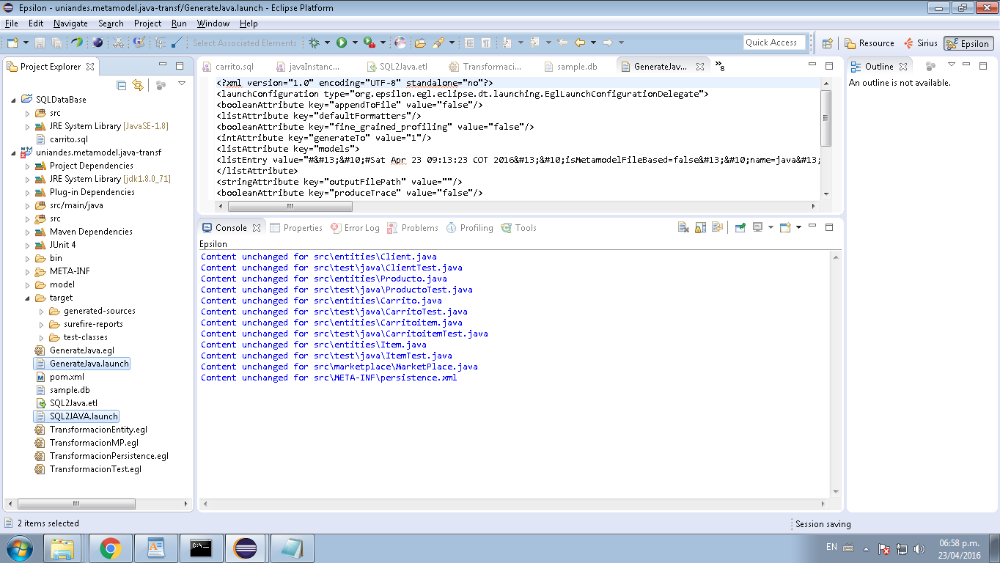 Epsilon - uniandes.metamodel.java-transf/GenerateJava.launch - Eclipse Platform
File Edit Navigate Search Project Run Window Help
Select Associated Elements
Quick Access
Resource
Sirius
Epsilon
Project Explorer
SQLDataBase
src
JRE System Library [JavaSE-1.8]
carrito.sql
uniandes.metamodel.java-transf
Project Dependencies
JRE System Library [jdk1.8.0_71]
Plug-in Dependencies
src/main/java
src
Maven Dependencies
JUnit 4
bin
META-INF
model
target
generated-sources
surefire-reports
test-classes
GenerateJava.egl
GenerateJava.launch
pom.xml
sample.db
SQL2Java.etl
SQL2JAVA.launch
TransformacionEntity.egl
TransformacionMP.egl
TransformacionPersistence.egl
TransformacionTest.egl
carrito.sql
javaInstanc...
SQL2Java.etl
Transformaci...
sample.db
GenerateJav...
»8
<?xml version="1.0" encoding="UTF-8" standalone="no"?>
<launchConfiguration type="org.epsilon.egl.eclipse.dt.launching.EglLaunchConfigurationDelegate">
<booleanAttribute key="appendToFile" value="false"/>
<listAttribute key="defaultFormatters"/>
<booleanAttribute key="fine_grained_profiling" value="false"/>
<intAttribute key="generateTo" value="1"/>
<listAttribute key="models">
<listEntry value="#&#13;&#10;#Sat Apr 23 09:13:23 COT 2016&#13;&#10;isMetamodelFileBased=false&#13;&#10;name=java&#13;
</listAttribute>
<stringAttribute key="outputFilePath" value=""/>
<booleanAttribute key="produceTrace" value="false"/>
Console
Properties
Error Log
Problems
Profiling
Tools
Epsilon
Content unchanged for src\entities\Client.java
Content unchanged for src\test\java\ClientTest.java
Content unchanged for src\entities\Producto.java
Content unchanged for src\test\java\ProductoTest.java
Content unchanged for src\entities\Carrito.java
Content unchanged for src\test\java\CarritoTest.java
Content unchanged for src\entities\Carritoitem.java
Content unchanged for src\test\java\CarritoitemTest.java
Content unchanged for src\entities\Item.java
Content unchanged for src\test\java\ItemTest.java
Content unchanged for src\marketplace\MarketPlace.java
Content unchanged for src\META-INF\persistence.xml
Outline
An outline is not available.
2 items selected
Session saving
C:\
EN
06:58 p.m.
23/04/2016